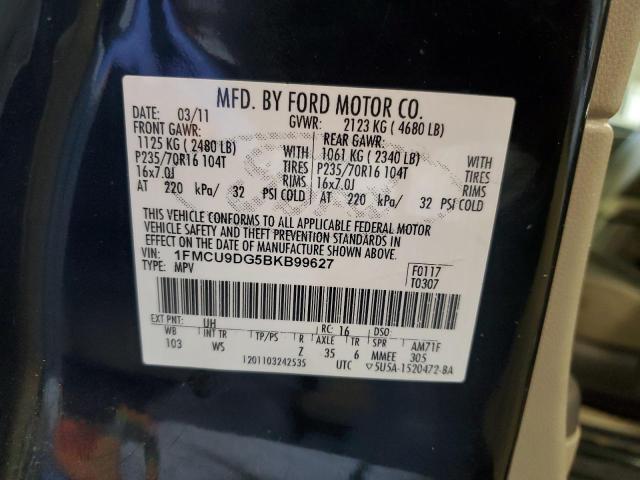 MFD. BY FORD MOTOR CO.
DATE: 03/11 GVWR: 2123 KG ( 4680 LB)
FRONT GAWR: REAR GAWR:
1125 KG ( 2480 LB) WITH 1061 KG ( 2340 LB) WITH
P235/70R16 104T TIRES P235/70R16 104T TIRES
16x7.0J RIMS 16x7.0J RIMS
AT 220 kPa/ 32 PSI COLD AT 220 kPa/ 32 PSI COLD
THIS VEHICLE CONFORMS TO ALL APPLICABLE FEDERAL MOTOR
VEHICLE SAFETY AND THEFT PREVENTION STANDARDS IN
EFFECT ON THE DATE OF MANUFACTURE SHOWN ABOVE.
VIN: 1FMCU9DG5BKB99627 F0117
TYPE: MPV T0307
EXT PNT: UH RC: 16 DSO:
WB INT TR TP/PS R AXLE TR SPR AM71F
103 WS Z 35 6 MMEE 305
1201103242535 UTC ▽5U5A-1520472-BA